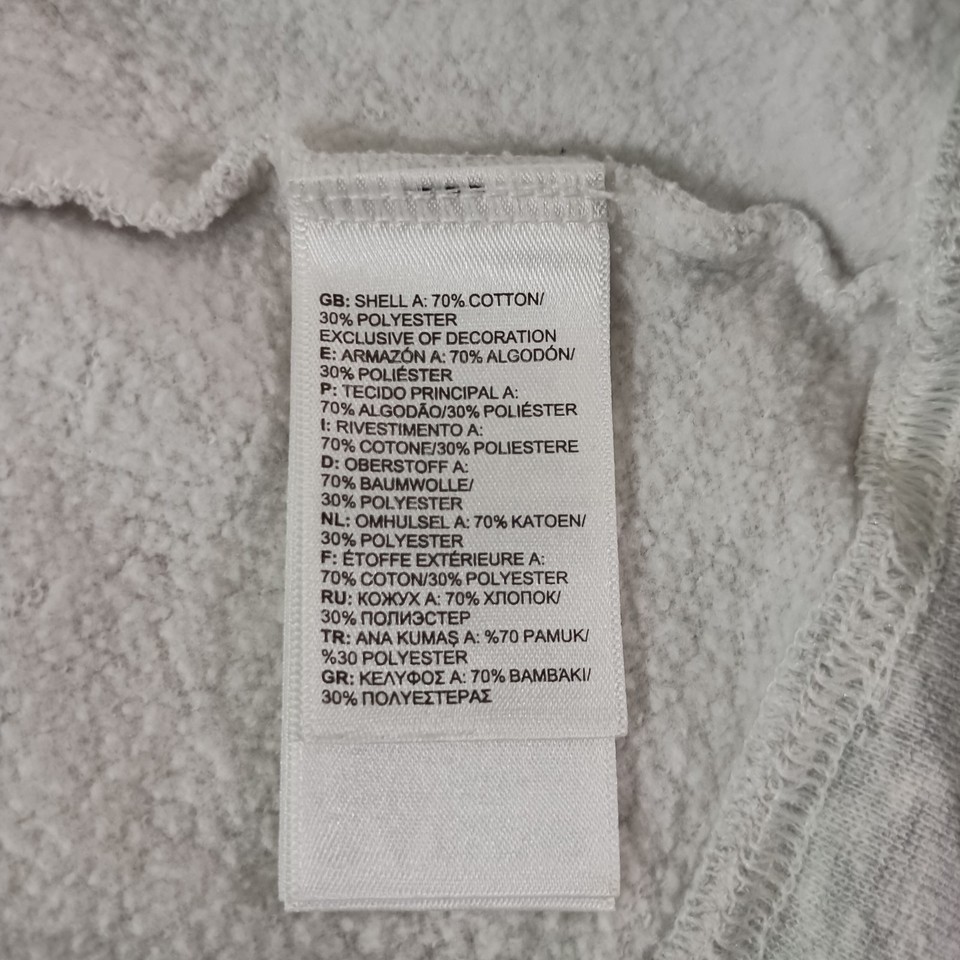 GB: SHELL A: 70% COTTON/
30% POLYESTER
EXCLUSIVE OF DECORATION
E: ARMAZÓN A: 70% ALGODÓN/
30% POLIÉSTER
P: TECIDO PRINCIPAL A:
70% ALGODÃO/30% POLIÉSTER
I: RIVESTIMENTO A:
70% COTONE/30% POLIESTERE
D: OBERSTOFF A:
70% BAUMWOLLE/
30% POLYESTER
NL: OMHULSEL A: 70% KATOEN/
30% POLYESTER
F: ÉTOFFE EXTÉRIEURE A:
70% COTON/30% POLYESTER
RU: КОЖУХ А: 70% ХЛОПОК/
30% ПОЛИЭСТЕР
TR: ANA KUMAŞ A: %70 PAMUK/
%30 POLYESTER
GR: ΚΕΛΥΦΟΣ Α: 70% ΒΑΜΒΆΚΙ/
30% ΠΟΛΥΕΣΤΕΡΑΣ